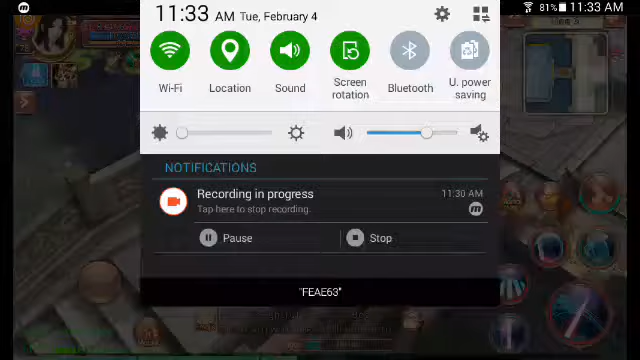 11:33 AM Tue, February 4
81% 11:33 AM
Wi-Fi
Location
Sound
Screen rotation
Bluetooth
U. power saving
NOTIFICATIONS
Recording in progress
11:30 AM
Tap here to stop recording.
Pause
Stop
"FEAE63"